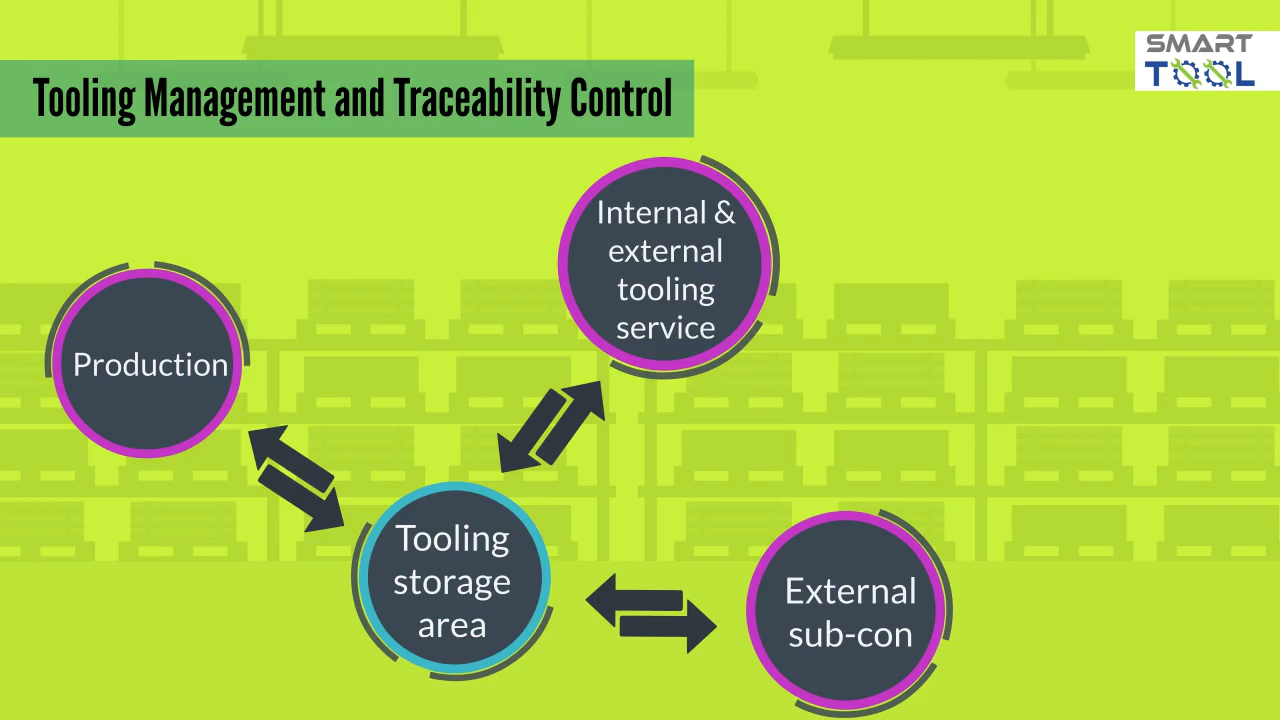 SMART
TOOL
Tooling Management and Traceability Control
Internal &
external
tooling
service
Production
Tooling
storage
area
External
sub-con